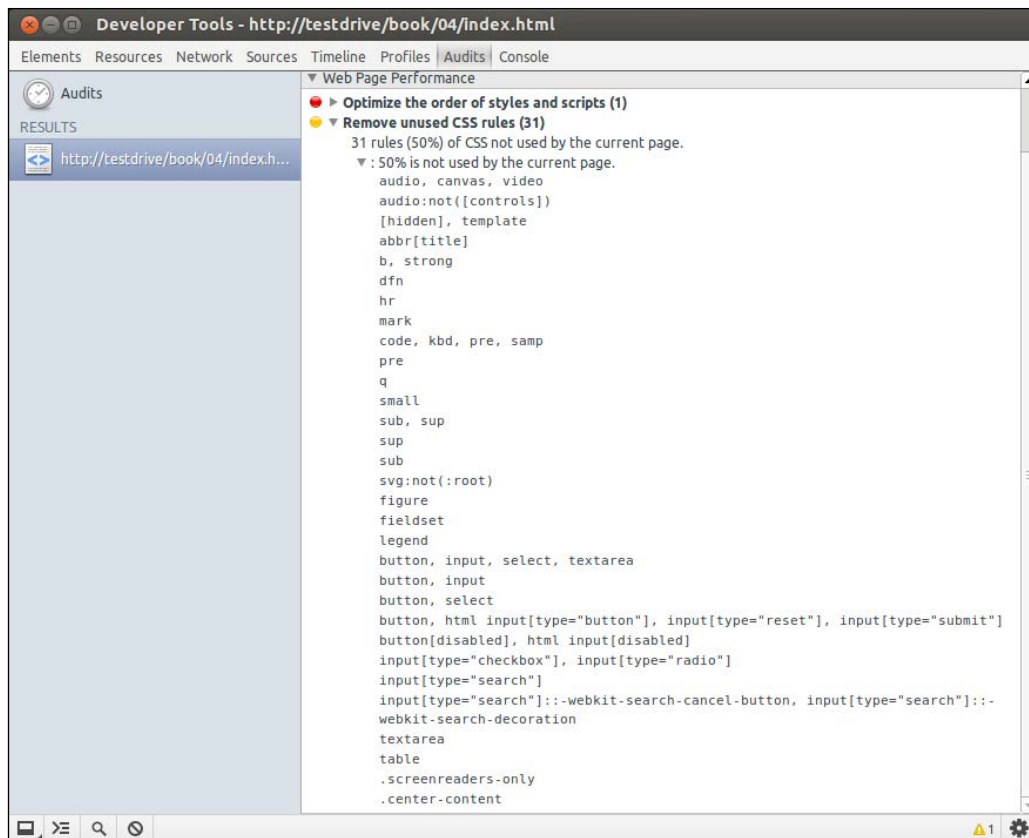 Developer Tools - http://testdrive/book/04/index.html
Elements Resources Network Sources Timeline Profiles Audits Console
Audits
RESULTS
http://testdrive/book/04/index.h...
Web Page Performance
Optimize the order of styles and scripts (1)
Remove unused CSS rules (31)
31 rules (50%) of CSS not used by the current page.
: 50% is not used by the current page.
audio, canvas, video
audio:not([controls])
[hidden], template
abbr[title]
b, strong
dfn
hr
mark
code, kbd, pre, samp
pre
q
small
sub, sup
sup
sub
svg:not(:root)
figure
fieldset
legend
button, input, select, textarea
button, input
button, select
button, html input[type="button"], input[type="reset"], input[type="submit"]
button[disabled], html input[disabled]
input[type="checkbox"], input[type="radio"]
input[type="search"]
input[type="search"]::-webkit-search-cancel-button, input[type="search"]::-
webkit-search-decoration
textarea
table
.screenreaders-only
.center-content
1